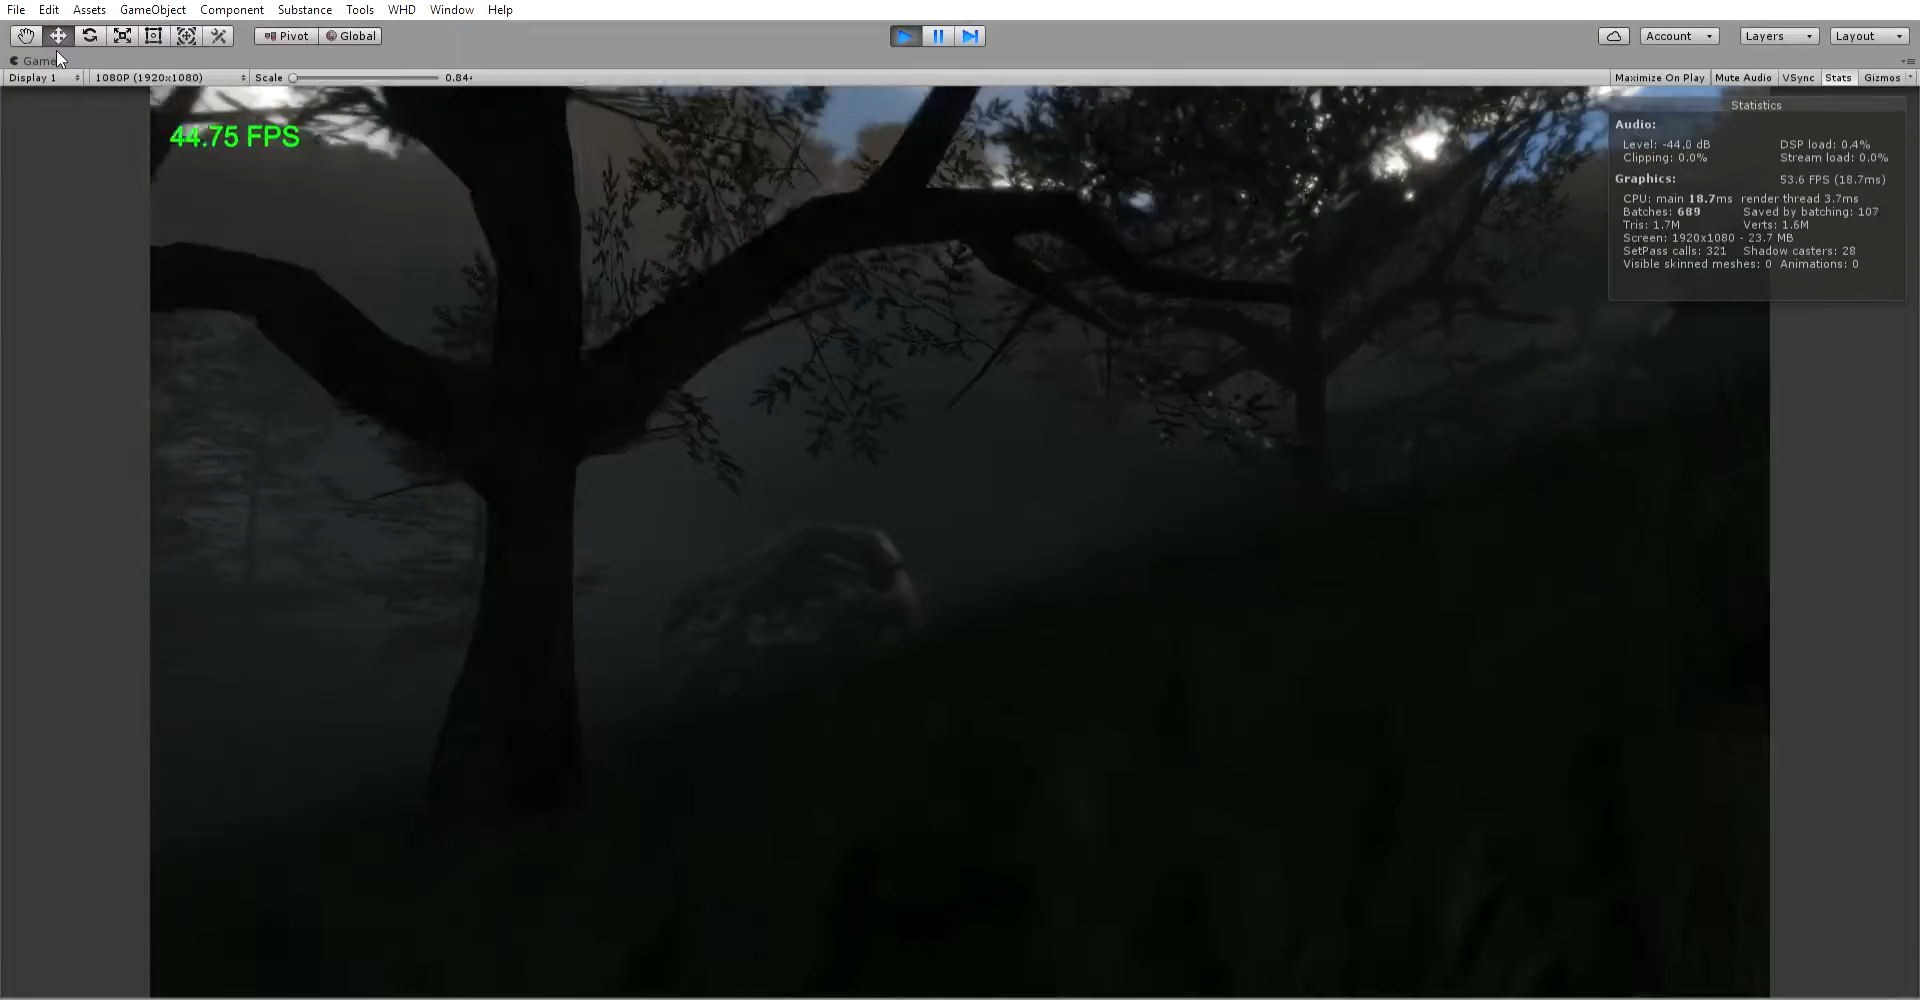 File Edit Assets GameObject Component Substance Tools WHD Window Help
Pivot Global Account Layers Layout
Game
Display 1 1080P (1920x1080) Scale 0.84 Maximize On Play Mute Audio VSync Stats Gizmos
44.75 FPS
Statistics
Audio:
Level: -44.0 dB DSP load: 0.4%
Clipping: 0.0% Stream load: 0.0%
Graphics: 53.6 FPS (18.7ms)
CPU: main 18.7ms render thread 3.7ms
Batches: 689 Saved by batching: 107
Tris: 1.7M Verts: 1.6M
Screen: 1920x1080 - 23.7 MB
SetPass calls: 321 Shadow casters: 28
Visible skinned meshes: 0 Animations: 0